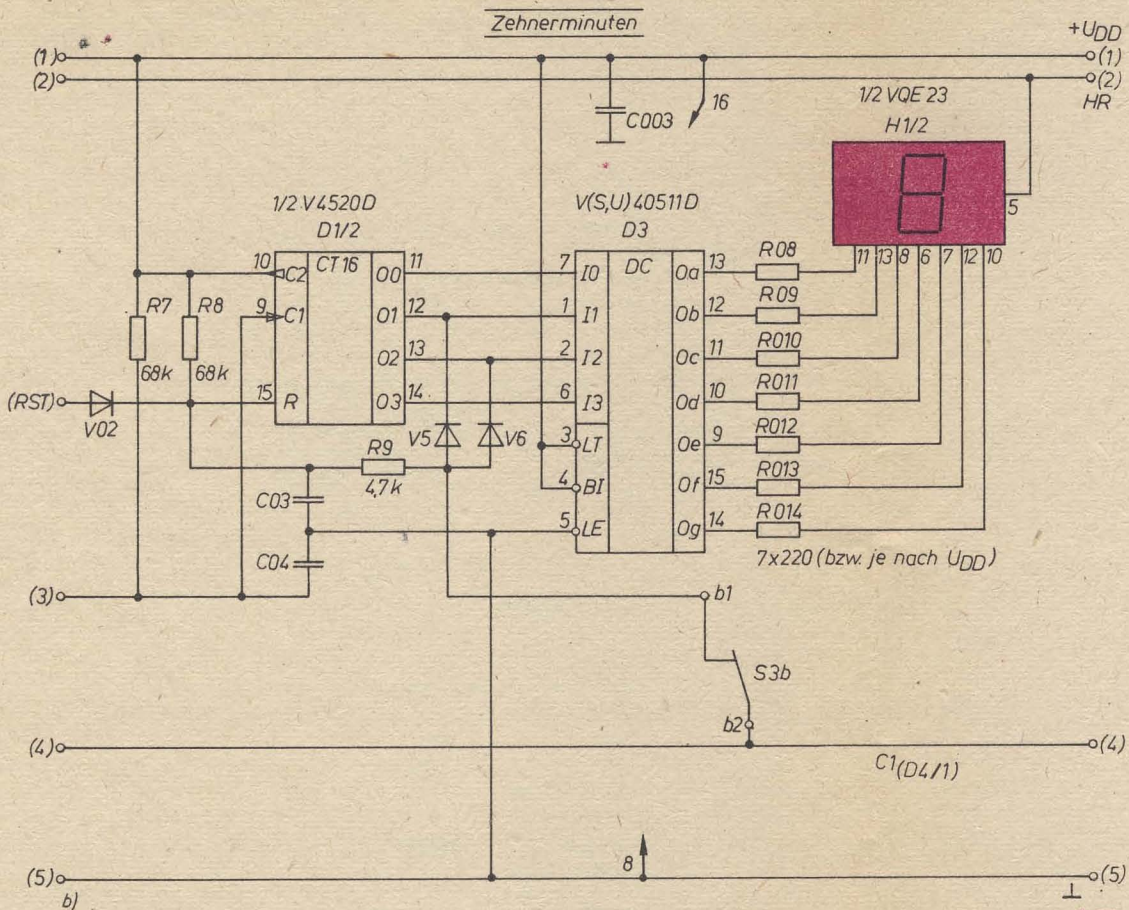 Zehnerminuten
+UDD
(1) (1)
(2) (2)
HR
16
C003
1/2 VQE 23
H1/2
5
1/2 V4520D
D1/2
V(S,U)40511D
D3
11 13 8 6 7 12 10
10 C2 CT16 O0 11
7 I0 DC Oa 13 R08
R7 R8
9 C1 O1 12
1 I1 Ob 12 R09
68k 68k
13 O2
2 I2 Oc 11 R010
(RST) V02
15 R O3 14
6 I3 Od 10 R011
V5 V6
3 LT Oe 9 R012
R9
4,7k
4 BI Of 15 R013
C03
5 LE Og 14 R014
C04
7x220 (bzw. je nach UDD)
(3)
b1
S3b
b2
(4) (4)
C1(D4/1)
8
(5) (5)
⊥
b)